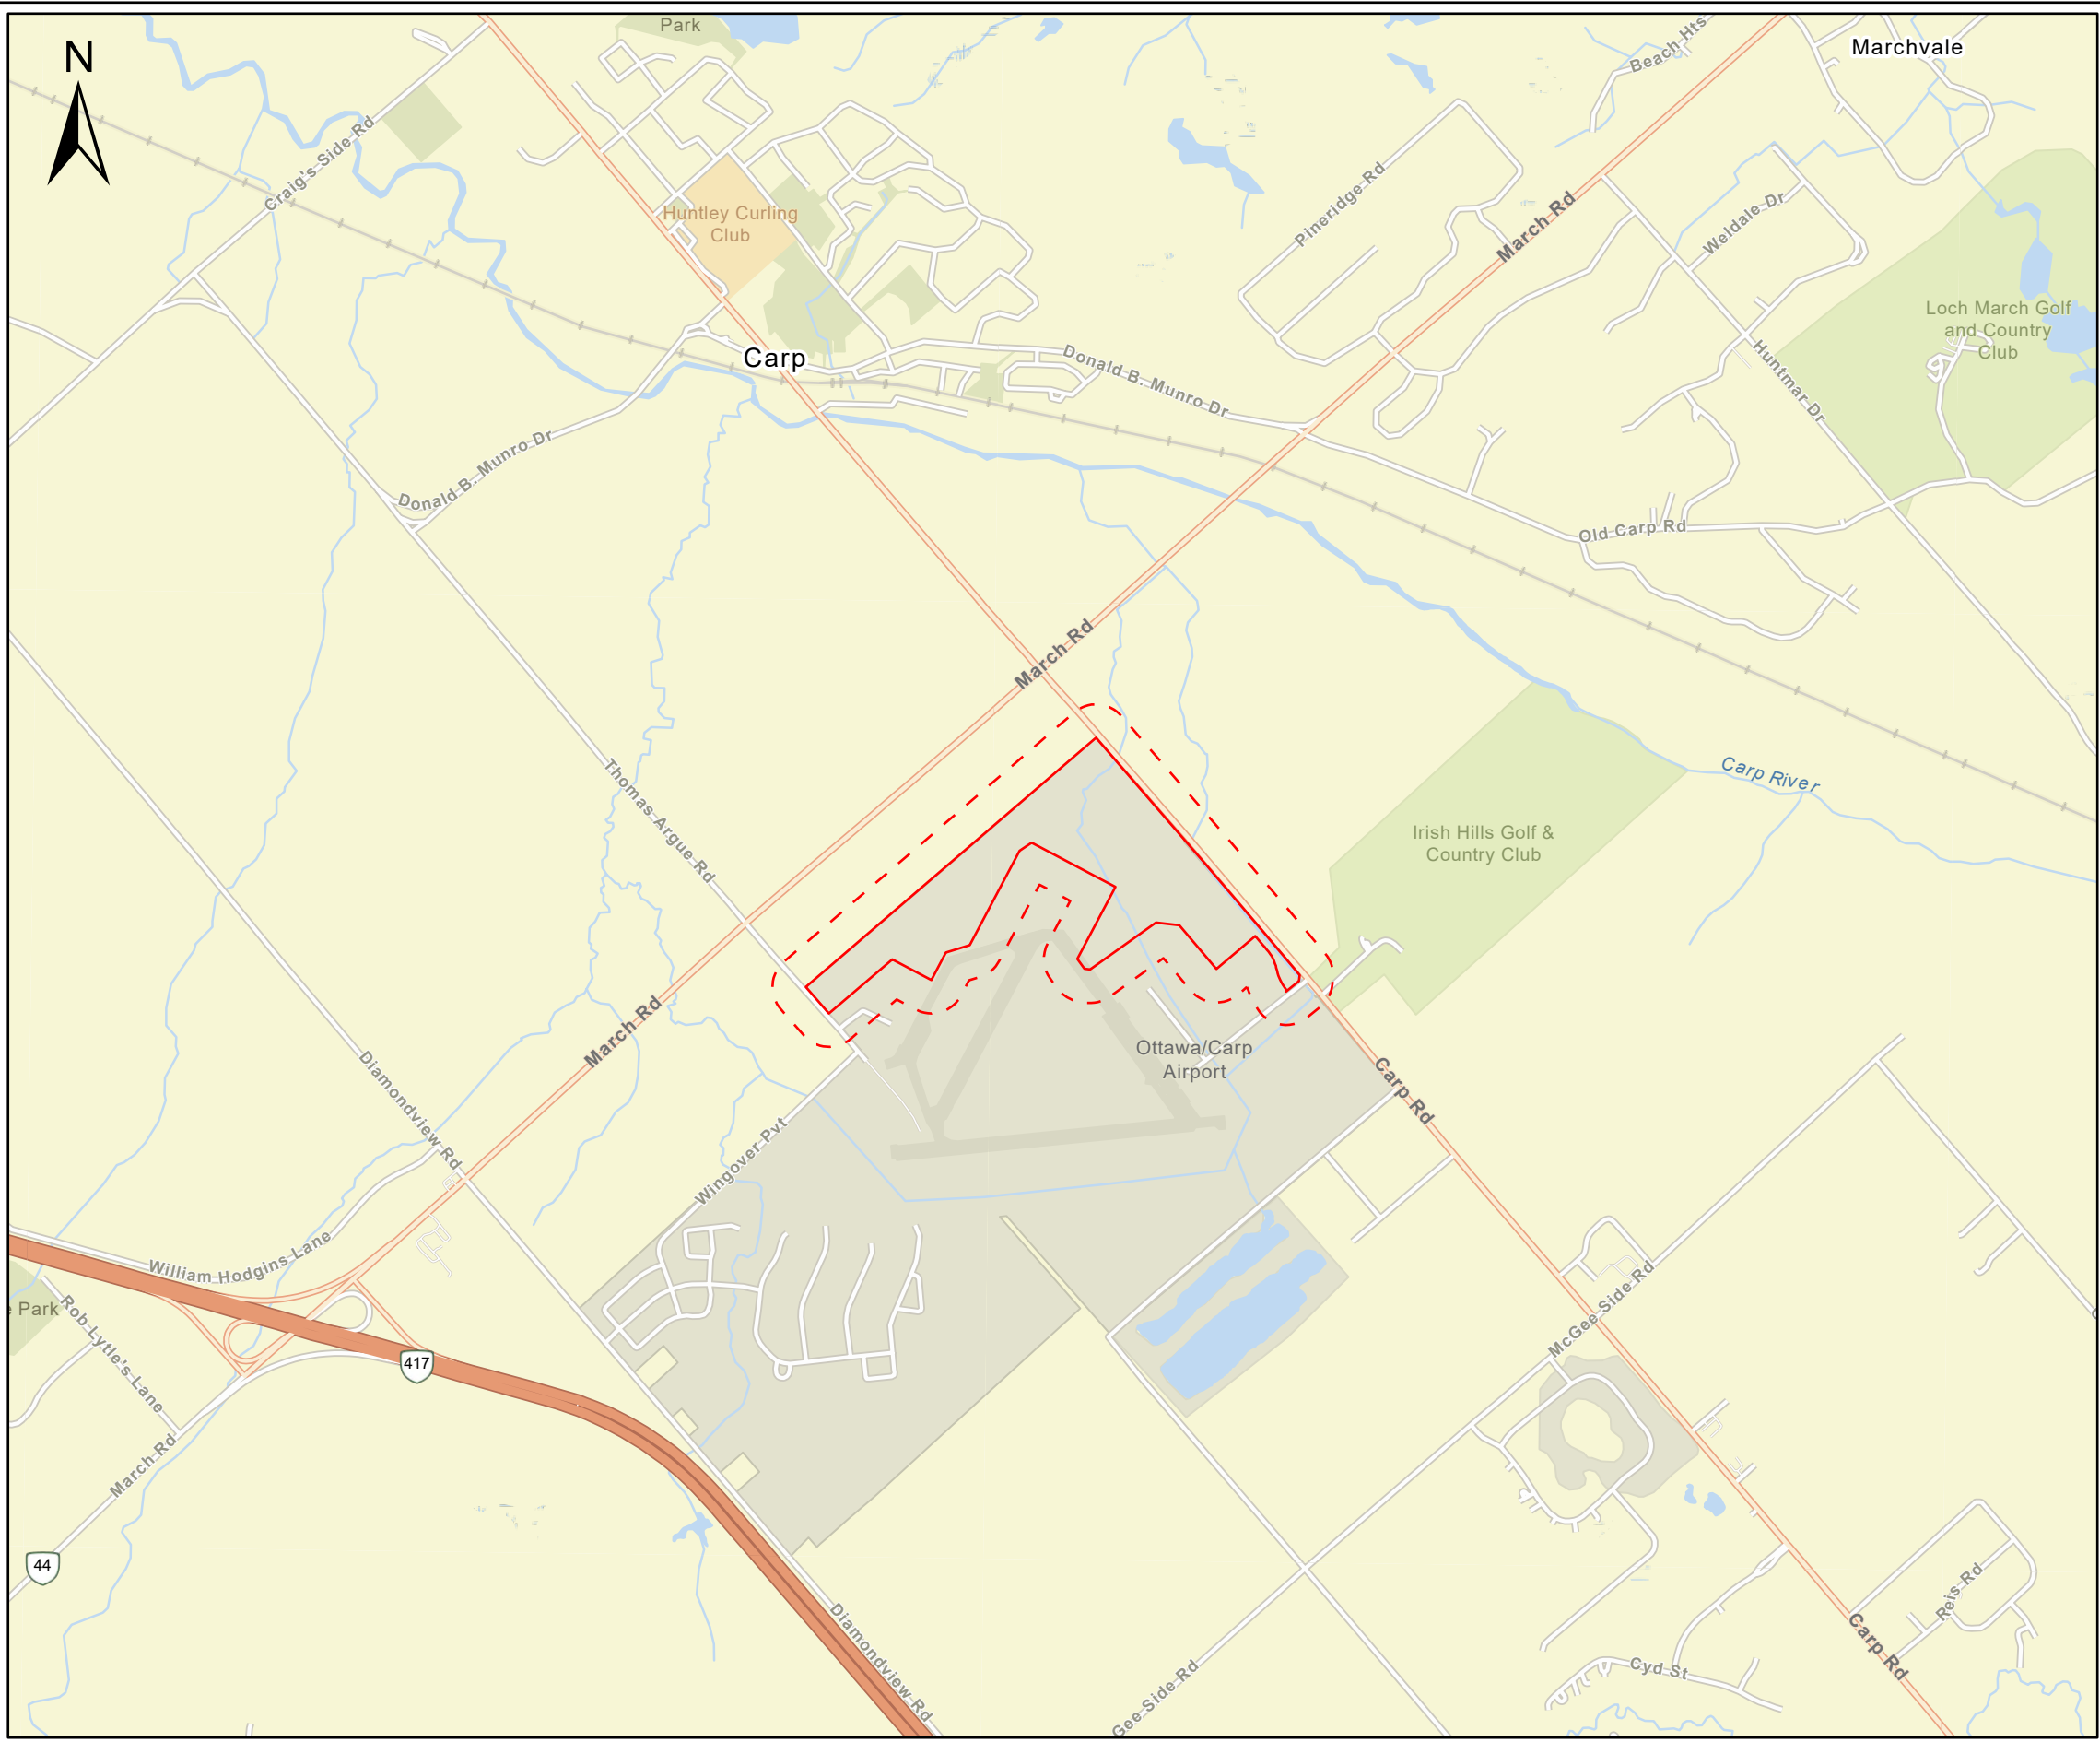 N
Park
Marchvale
Beach Hts
Craig's Side Rd
Huntley Curling
Club
Pineridge Rd
March Rd
Weldale Dr
Loch March Golf
and Country
Club
Carp
Donald B. Munro Dr
Huntmar Dr
Donald B. Munro Dr
Old Carp Rd
March Rd
Carp River
Thomas Argue Rd
Irish Hills Golf &
Country Club
March Rd
Ottawa/Carp
Airport
Carp Rd
Diamondview Rd
Wingover Pvt
William Hodgins Lane
e Park
Rob Lytle's Lane
417
McGee Side Rd
March Rd
44
Reis Rd
Diamondview Rd
Cyd St
Carp Rd
Gee Side Rd